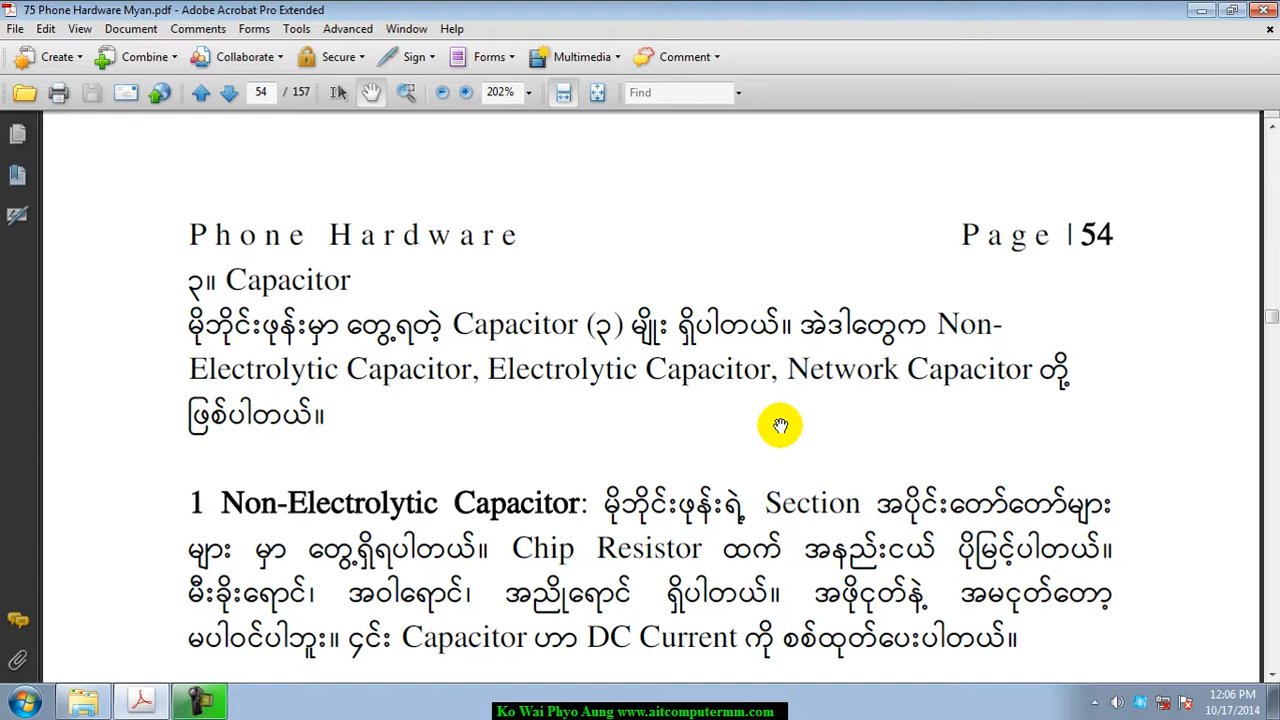 75 Phone Hardware Myan.pdf - Adobe Acrobat Pro Extended
File Edit View Document Comments Forms Tools Advanced Window Help
Create Combine Collaborate Secure Sign Forms Multimedia Comment
54 / 157 202% Find
Phone Hardware Page | 54
၃။ Capacitor
မိုဘိုင်းဖုန်းမှာ တွေ့ရတဲ့ Capacitor (၃) မျိုး ရှိပါတယ်။ အဲဒါတွေက Non-
Electrolytic Capacitor, Electrolytic Capacitor, Network Capacitor တို့
ဖြစ်ပါတယ်။
1 Non-Electrolytic Capacitor: မိုဘိုင်းဖုန်းရဲ့ Section အပိုင်းတော်တော်များ
များ မှာ တွေ့ရှိရပါတယ်။ Chip Resistor ထက် အနည်းငယ် ပိုမြင့်ပါတယ်။
မီးခိုးရောင်၊ အဝါရောင်၊ အညိုရောင် ရှိပါတယ်။ အဖိုငုတ်နဲ့ အမငုတ်တော့
မပါဝင်ပါဘူး။ ၎င်း Capacitor ဟာ DC Current ကို စစ်ထုတ်ပေးပါတယ်။
12:06 PM
10/17/2014
Ko Wai Phyo Aung www.aitcomputermm.com